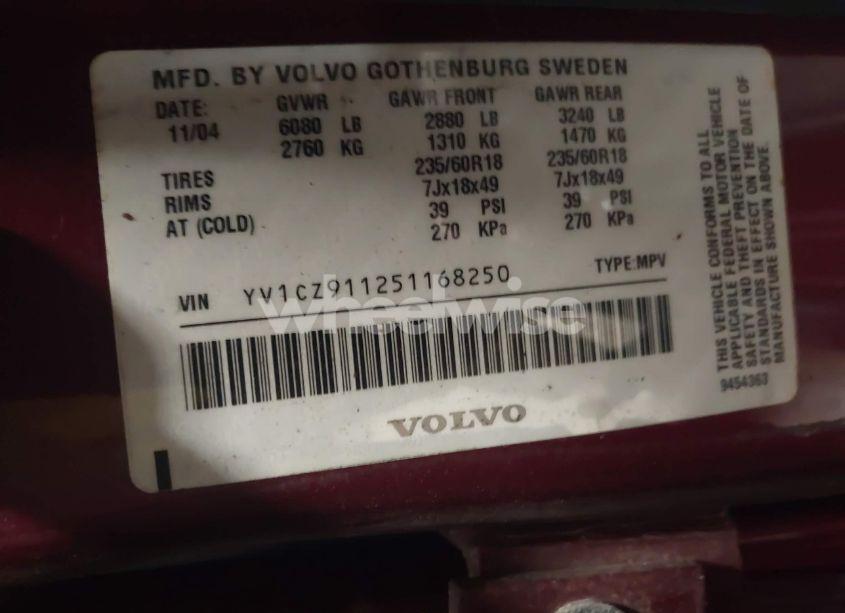 MFD. BY VOLVO GOTHENBURG SWEDEN
DATE: GVWR GAWR FRONT GAWR REAR
11/04 6080 LB 2880 LB 3240 LB
2760 KG 1310 KG 1470 KG
TIRES 235/60R18 235/60R18
RIMS 7Jx18x49 7Jx18x49
AT (COLD) 39 PSI 39 PSI
270 KPa 270 KPa
VIN YV1CZ911251168250 TYPE:MPV
wheelwise
VOLVO
THIS VEHICLE CONFORMS TO ALL
APPLICABLE FEDERAL MOTOR VEHICLE
SAFETY AND THEFT PREVENTION
STANDARDS IN EFFECT ON THE DATE OF
MANUFACTURE SHOWN ABOVE.
9454363